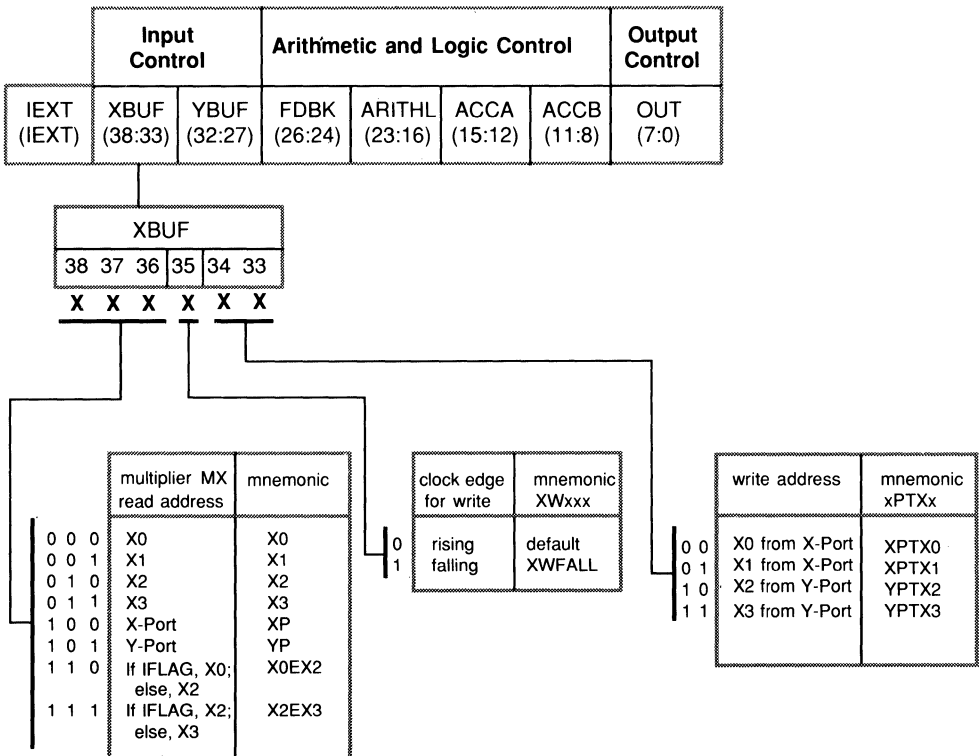 Input Control
Arithmetic and Logic Control
Output Control
IEXT (IEXT)
XBUF (38:33)
YBUF (32:27)
FDBK (26:24)
ARITHL (23:16)
ACCA (15:12)
ACCB (11:8)
OUT (7:0)
XBUF
38 37 36 35 34 33
X X X X X X
multiplier MX read address mnemonic
0 0 0 X0 X0
0 0 1 X1 X1
0 1 0 X2 X2
0 1 1 X3 X3
1 0 0 X-Port XP
1 0 1 Y-Port YP
1 1 0 If IFLAG, X0; X0EX2
else, X2
1 1 1 If IFLAG, X2; X2EX3
else, X3
clock edge for write mnemonic XWxxx
0 rising default
1 falling XWFALL
write address mnemonic xPTXx
0 0 X0 from X-Port XPTX0
0 1 X1 from X-Port XPTX1
1 0 X2 from Y-Port YPTX2
1 1 X3 from Y-Port YPTX3